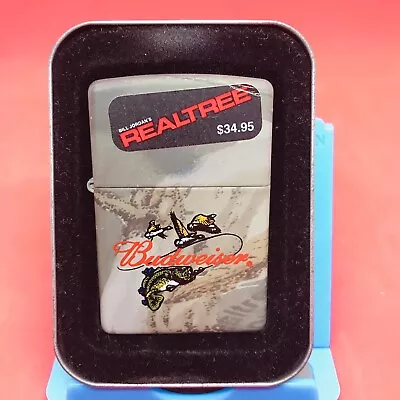 BILL JORDAN'S
REALTREE
$34.95
Budweiser